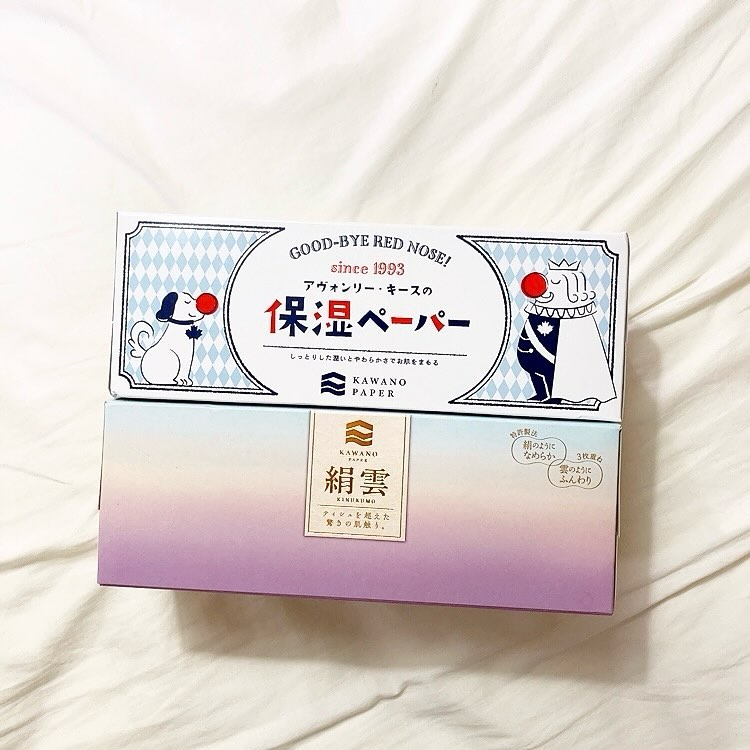 GOOD-BYE RED NOSE!
since 1993
アヴォンリー・キースの
保湿ペーパー
しっとりした潤いとやわらかさでお肌をまもる
KAWANO
PAPER
KAWANO
PAPER
絹雲
KINUKUMO
ティシュを超えた
驚きの肌触り。
特許製法
絹のように
なめらか
3枚重ね
雲のように
ふんわり